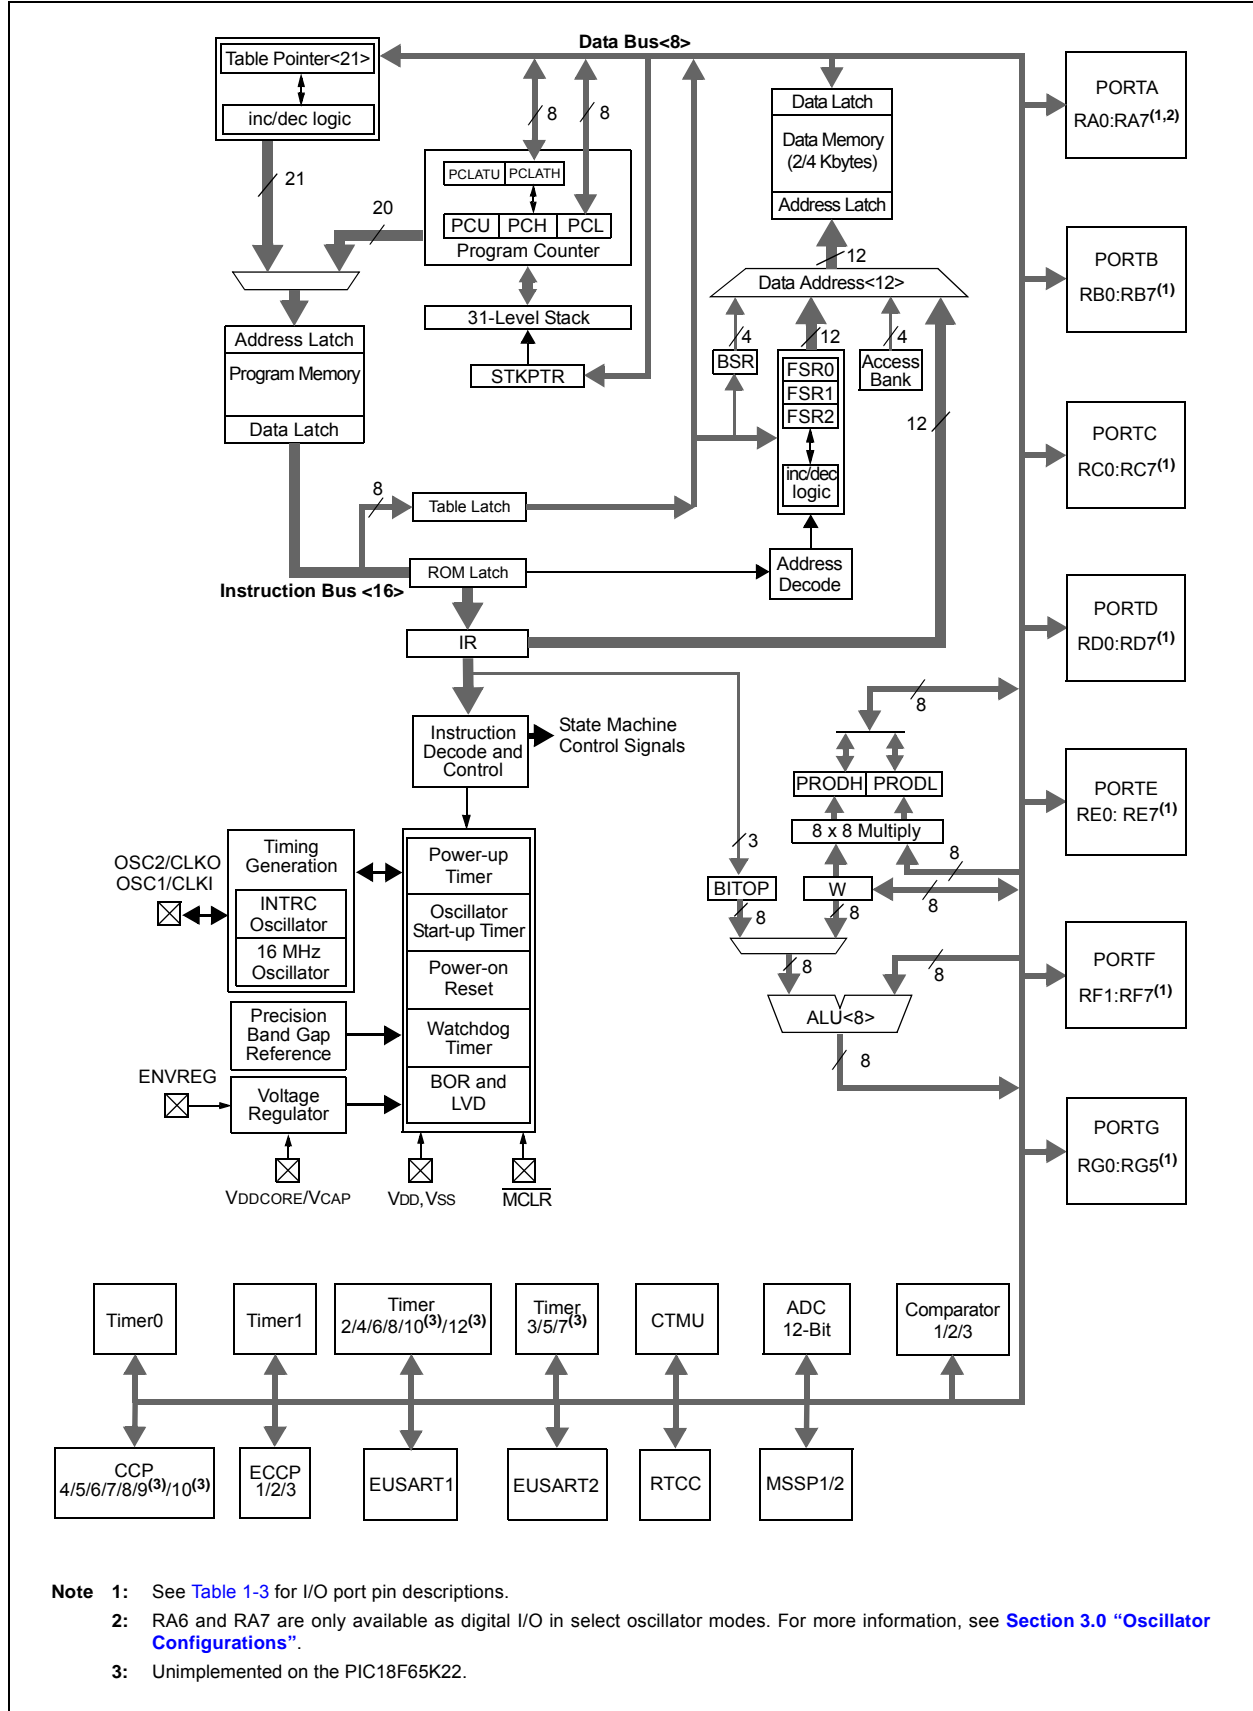 Data Bus<8>
Table Pointer<21>
inc/dec logic
21
20
8
8
PCLATU
PCLATH
PCU
PCH
PCL
Program Counter
31-Level Stack
STKPTR
Address Latch
Program Memory
Data Latch
8
Table Latch
ROM Latch
Instruction Bus <16>
IR
Data Latch
Data Memory
(2/4 Kbytes)
Address Latch
12
Data Address<12>
4
12
4
BSR
FSR0
FSR1
FSR2
inc/dec
logic
Access
Bank
12
Address
Decode
Instruction
Decode and
Control
State Machine
Control Signals
8
PRODH
PRODL
8 x 8 Multiply
3
8
BITOP
W
8
8
8
8
8
ALU<8>
8
OSC2/CLKO
OSC1/CLKI
Timing
Generation
INTRC
Oscillator
16 MHz
Oscillator
Power-up
Timer
Oscillator
Start-up Timer
Power-on
Reset
Watchdog
Timer
BOR and
LVD
Precision
Band Gap
Reference
ENVREG
Voltage
Regulator
VDDCORE/VCAP
VDD, VSS
MCLR
PORTA
RA0:RA7(1,2)
PORTB
RB0:RB7(1)
PORTC
RC0:RC7(1)
PORTD
RD0:RD7(1)
PORTE
RE0: RE7(1)
PORTF
RF1:RF7(1)
PORTG
RG0:RG5(1)
Timer0
Timer1
Timer
2/4/6/8/10(3)/12(3)
Timer
3/5/7(3)
CTMU
ADC
12-Bit
Comparator
1/2/3
CCP
4/5/6/7/8/9(3)/10(3)
ECCP
1/2/3
EUSART1
EUSART2
RTCC
MSSP1/2
Note 1: See Table 1-3 for I/O port pin descriptions.
2: RA6 and RA7 are only available as digital I/O in select oscillator modes. For more information, see Section 3.0 “Oscillator
Configurations”.
3: Unimplemented on the PIC18F65K22.